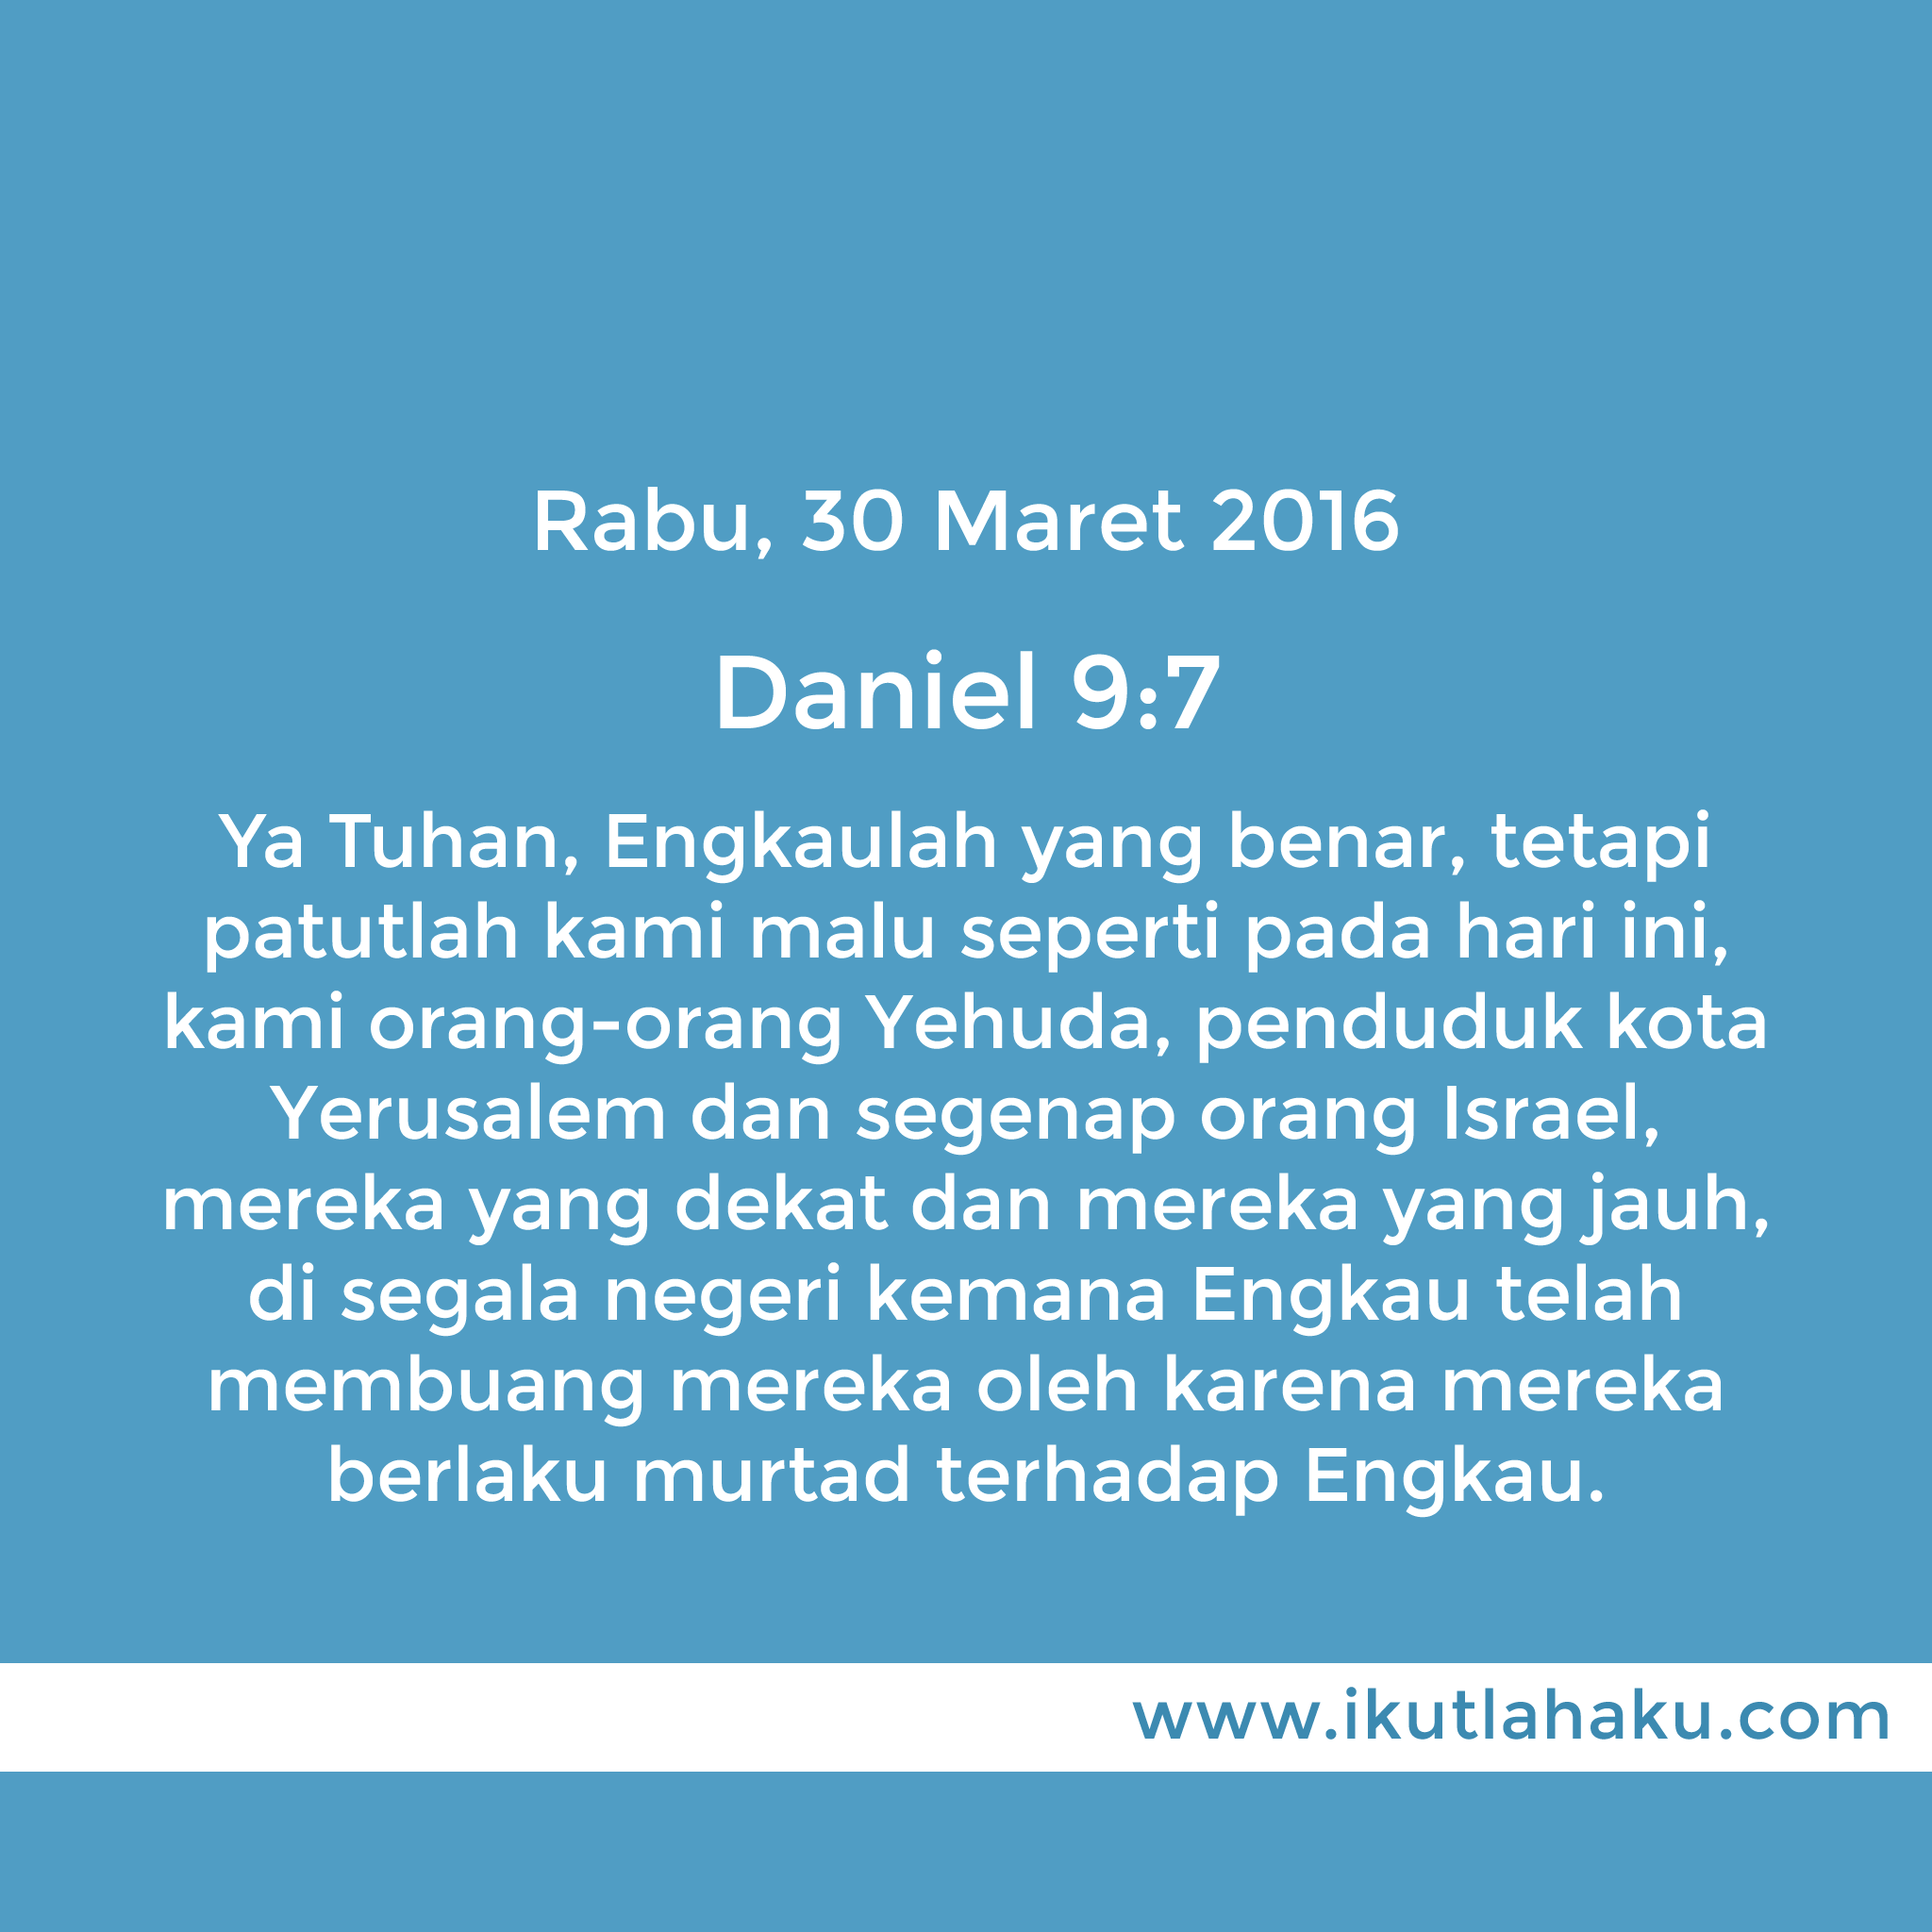 Rabu, 30 Maret 2016
Daniel 9:7
Ya Tuhan, Engkaulah yang benar, tetapi
patutlah kami malu seperti pada hari ini,
kami orang-orang Yehuda, penduduk kota
Yerusalem dan segenap orang Israel,
mereka yang dekat dan mereka yang jauh,
di segala negeri kemana Engkau telah
membuang mereka oleh karena mereka
berlaku murtad terhadap Engkau.
www.ikutlahaku.com